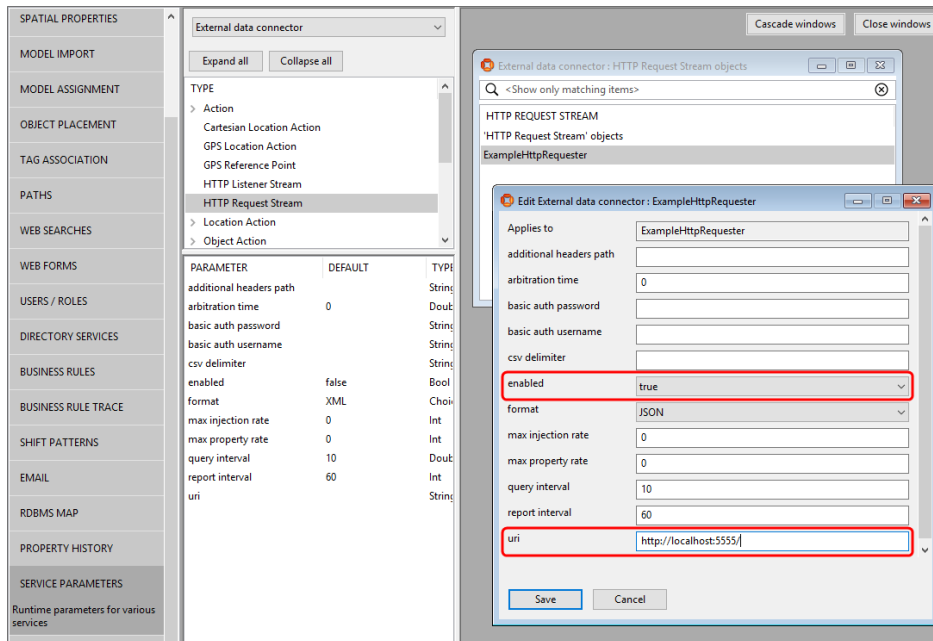 SPATIAL PROPERTIES
MODEL IMPORT
MODEL ASSIGNMENT
OBJECT PLACEMENT
TAG ASSOCIATION
PATHS
WEB SEARCHES
WEB FORMS
USERS / ROLES
DIRECTORY SERVICES
BUSINESS RULES
BUSINESS RULE TRACE
SHIFT PATTERNS
EMAIL
RDBMS MAP
PROPERTY HISTORY
SERVICE PARAMETERS
Runtime parameters for various
services
External data connector
Expand all Collapse all
TYPE
> Action
Cartesian Location Action
GPS Location Action
GPS Reference Point
HTTP Listener Stream
HTTP Request Stream
> Location Action
> Object Action
PARAMETER DEFAULT TYPE
additional headers path String
arbitration time 0 Doub
basic auth password String
basic auth username String
csv delimiter String
enabled false Bool
format XML Choi
max injection rate 0 Int
max property rate 0 Int
query interval 10 Doub
report interval 60 Int
uri String
Cascade windows Close windows
External data connector : HTTP Request Stream objects
<Show only matching items>
HTTP REQUEST STREAM
'HTTP Request Stream' objects
ExampleHttpRequester
Edit External data connector : ExampleHttpRequester
Applies to ExampleHttpRequester
additional headers path
arbitration time 0
basic auth password
basic auth username
csv delimiter
enabled true
format JSON
max injection rate 0
max property rate 0
query interval 10
report interval 60
uri http://localhost:5555/
Save Cancel